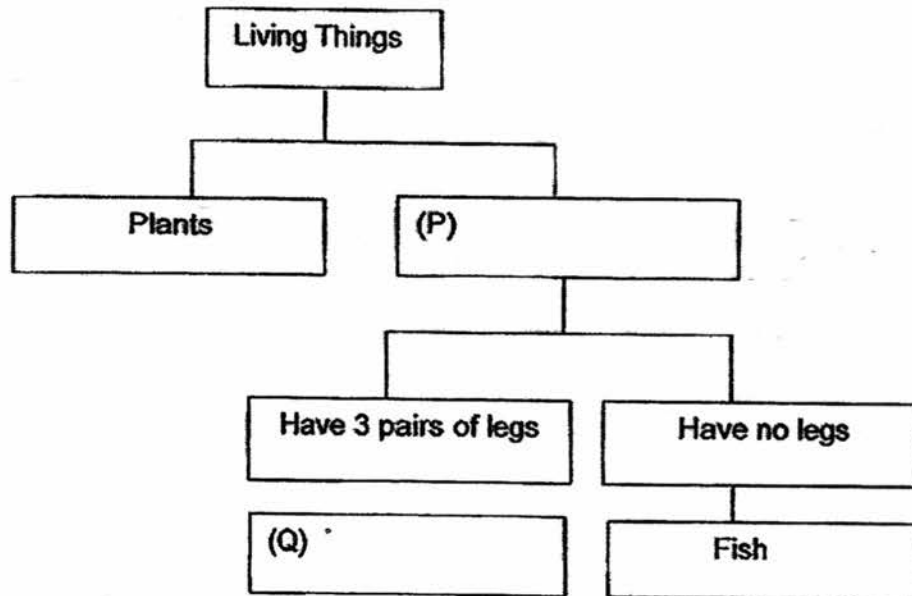 Living Things
Plants
(P)
Have 3 pairs of legs
Have no legs
(Q)
Fish